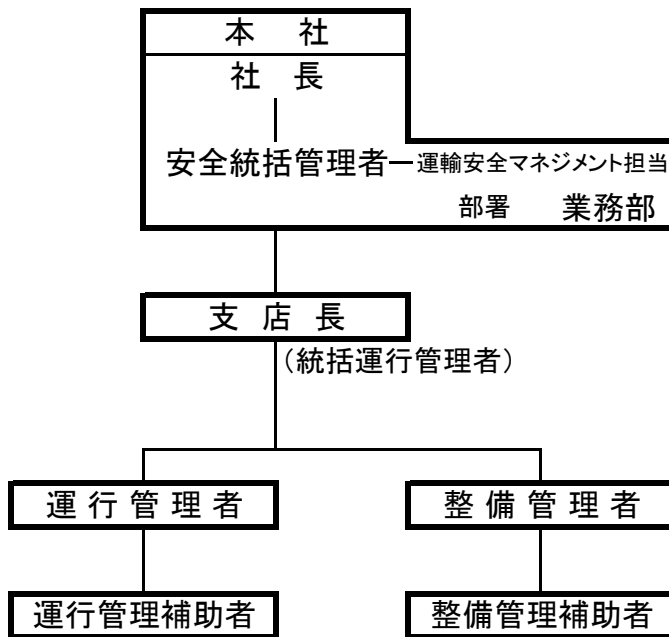 本　社
社　長
安全統括管理者 運輸安全マネジメント担当
部署　業務部
支 店 長
（統括運行管理者）
運 行 管 理 者　整 備 管 理 者
運行管理補助者　整備管理補助者